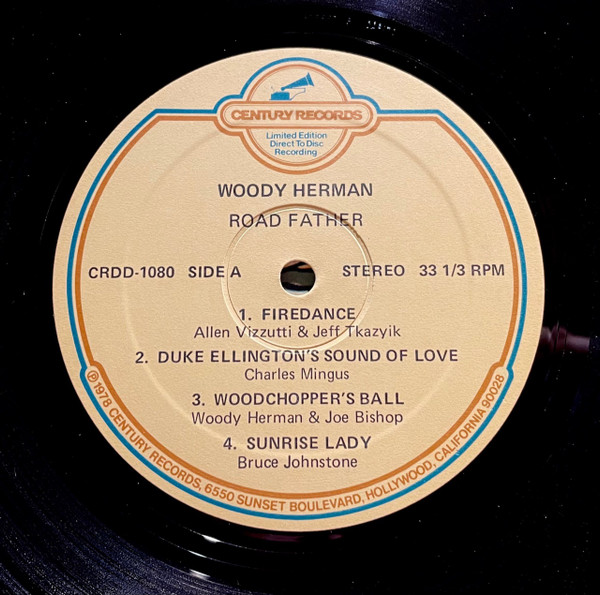 CENTURY RECORDS
Limited Edition
Direct To Disc
Recording
WOODY HERMAN
ROAD FATHER
CRDD-1080 SIDE A STEREO 33 1/3 RPM
1. FIREDANCE
Allen Vizzutti & Jeff Tkazyik
2. DUKE ELLINGTON'S SOUND OF LOVE
Charles Mingus
3. WOODCHOPPER'S BALL
Woody Herman & Joe Bishop
4. SUNRISE LADY
Bruce Johnstone
℗ 1978 CENTURY RECORDS, 6550 SUNSET BOULEVARD, HOLLYWOOD, CALIFORNIA 90028